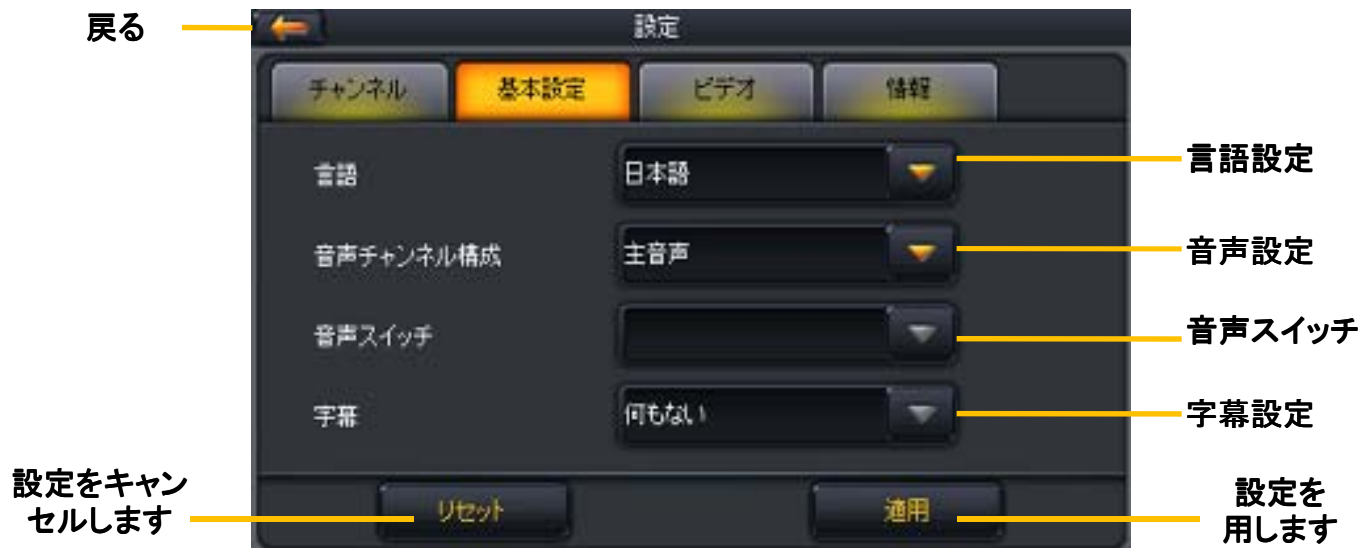 戻る
設定
チャンネル
基本設定
ビデオ
情報
言語
日本語
言語設定
音声チャンネル構成
主音声
音声設定
音声スイッチ
音声スイッチ
字幕
何もない
字幕設定
設定をキャン
セルします
リセット
適用
設定を
用します